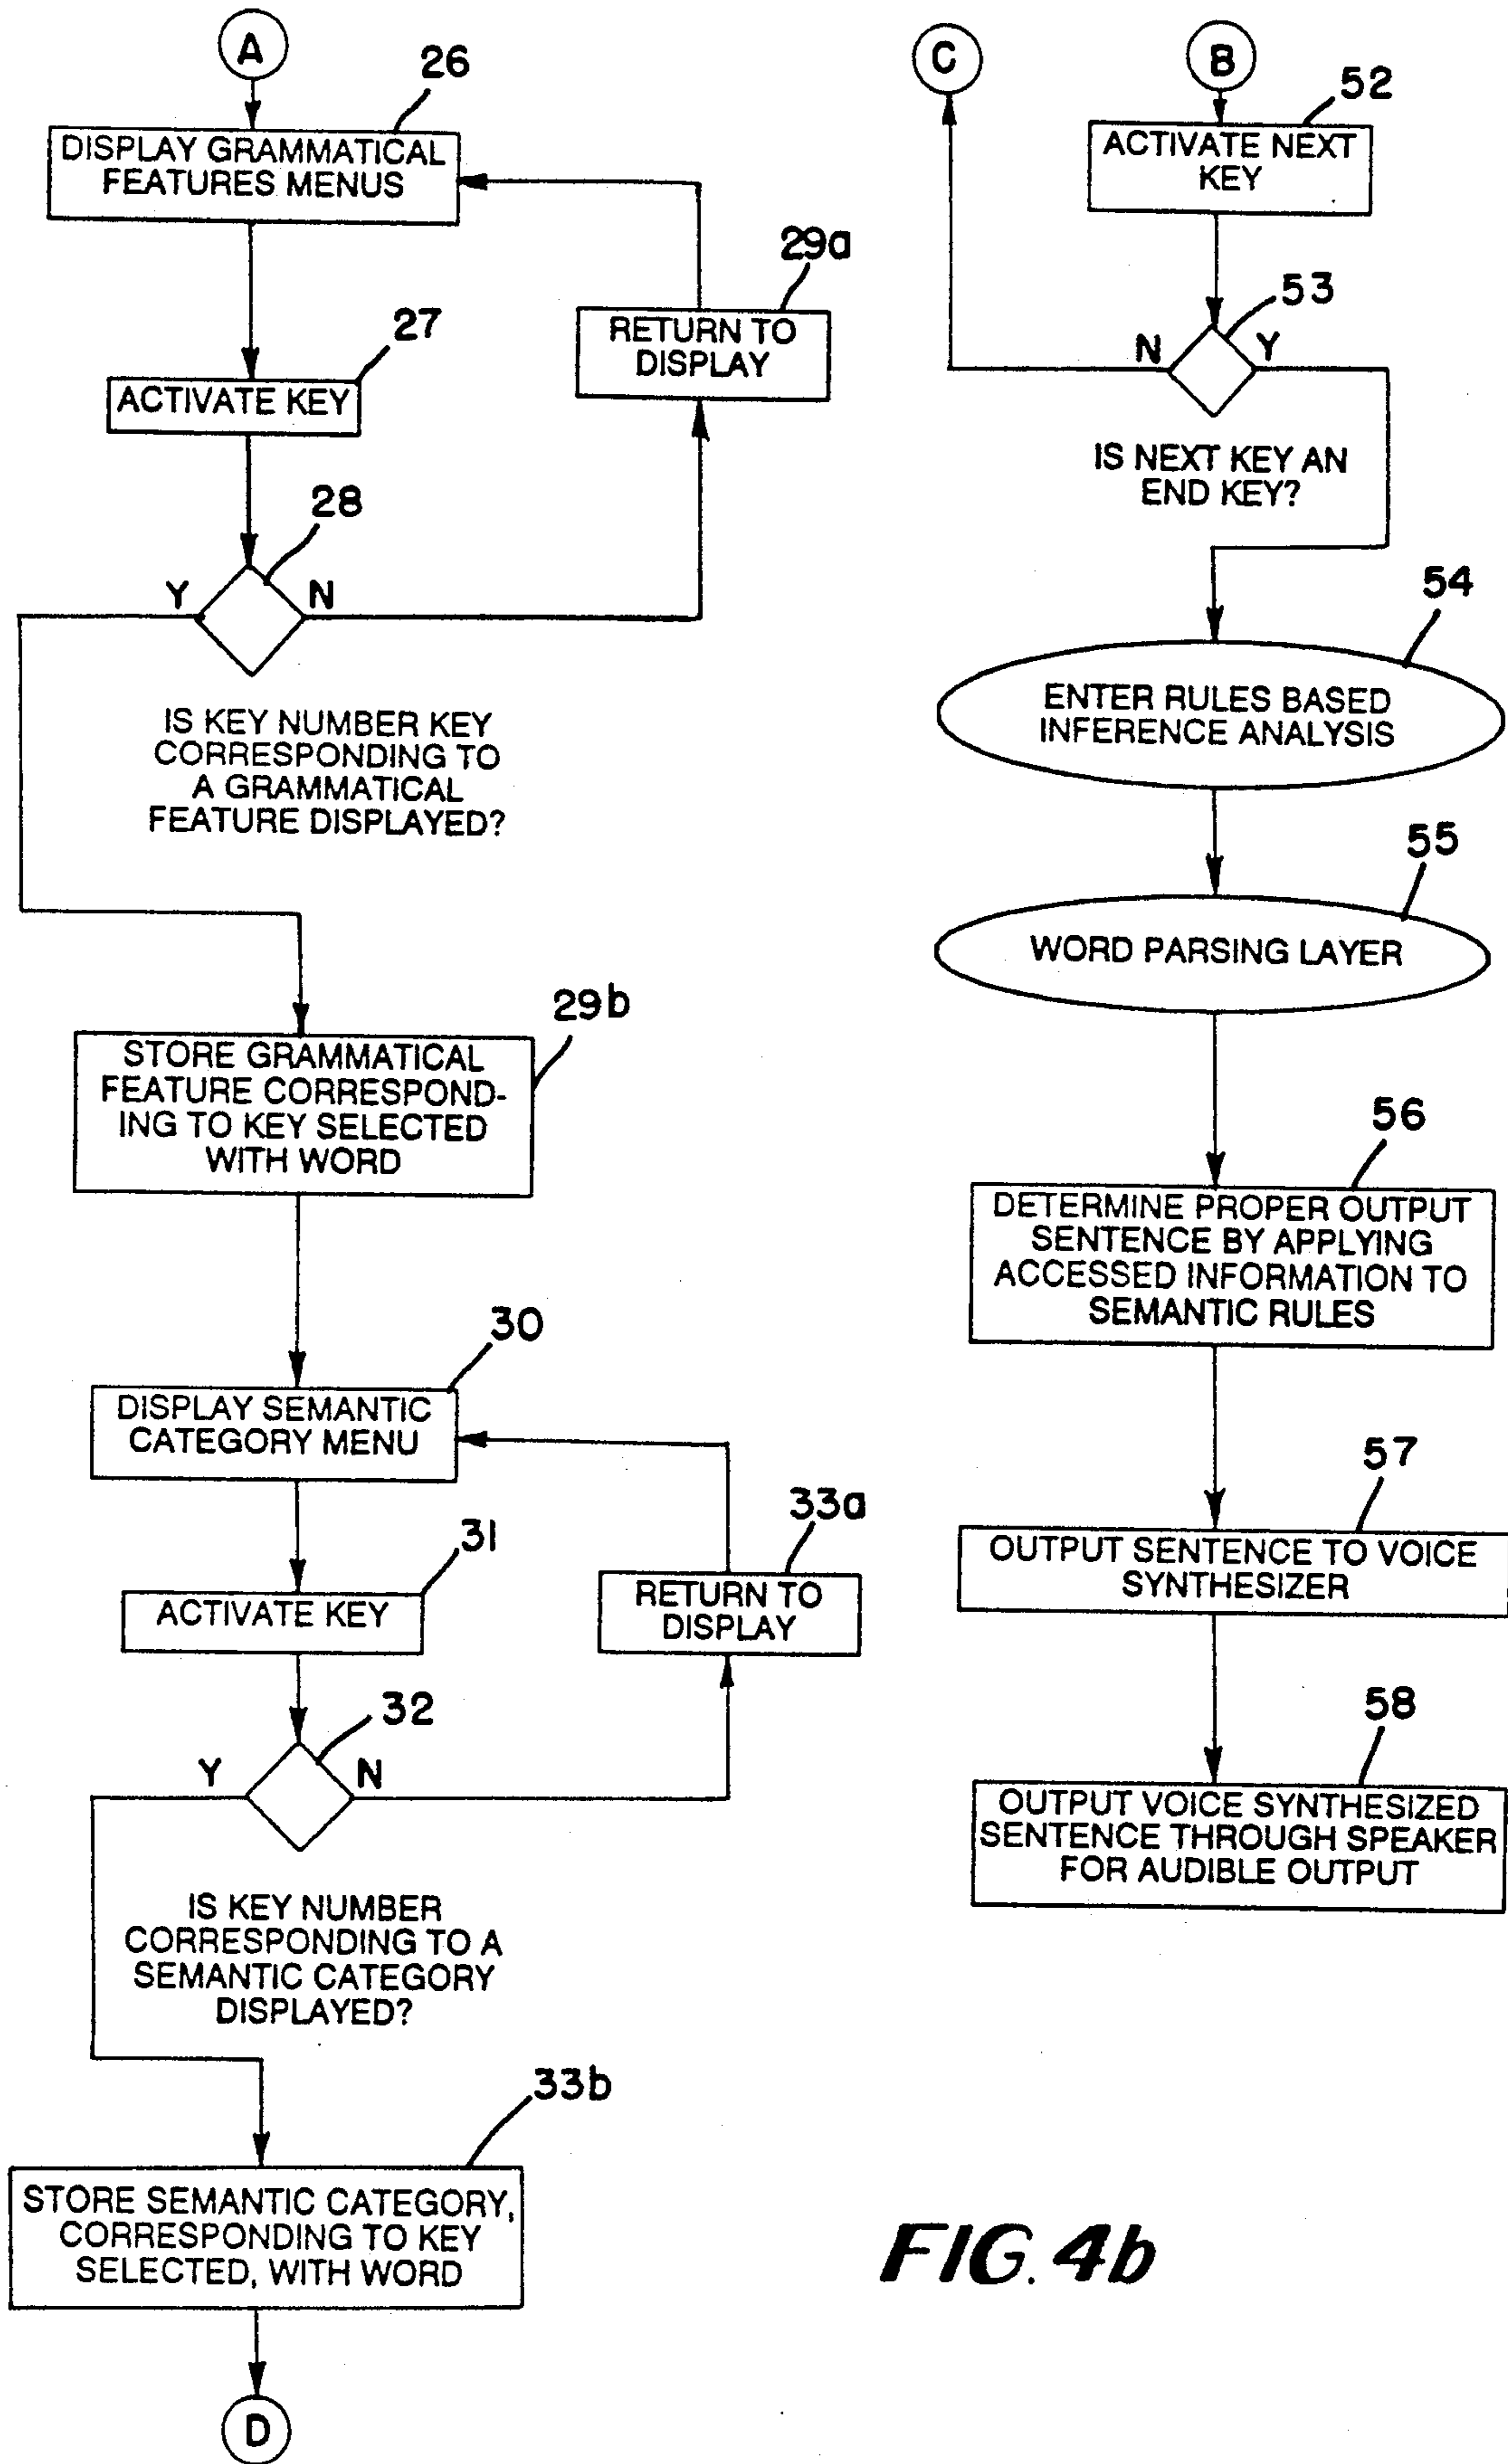 A
26
DISPLAY GRAMMATICAL
FEATURES MENUS
29a
RETURN TO
DISPLAY
27
ACTIVATE KEY
28
Y
N
IS KEY NUMBER KEY
CORRESPONDING TO
A GRAMMATICAL
FEATURE DISPLAYED?
29b
STORE GRAMMATICAL
FEATURE CORRESPOND-
ING TO KEY SELECTED
WITH WORD
30
DISPLAY SEMANTIC
CATEGORY MENU
33a
RETURN TO
DISPLAY
31
ACTIVATE KEY
32
Y
N
IS KEY NUMBER
CORRESPONDING TO A
SEMANTIC CATEGORY
DISPLAYED?
33b
STORE SEMANTIC CATEGORY,
CORRESPONDING TO KEY
SELECTED, WITH WORD
D
C
B
52
ACTIVATE NEXT
KEY
53
N
Y
IS NEXT KEY AN
END KEY?
54
ENTER RULES BASED
INFERENCE ANALYSIS
55
WORD PARSING LAYER
56
DETERMINE PROPER OUTPUT
SENTENCE BY APPLYING
ACCESSED INFORMATION TO
SEMANTIC RULES
57
OUTPUT SENTENCE TO VOICE
SYNTHESIZER
58
OUTPUT VOICE SYNTHESIZED
SENTENCE THROUGH SPEAKER
FOR AUDIBLE OUTPUT
FIG. 4b